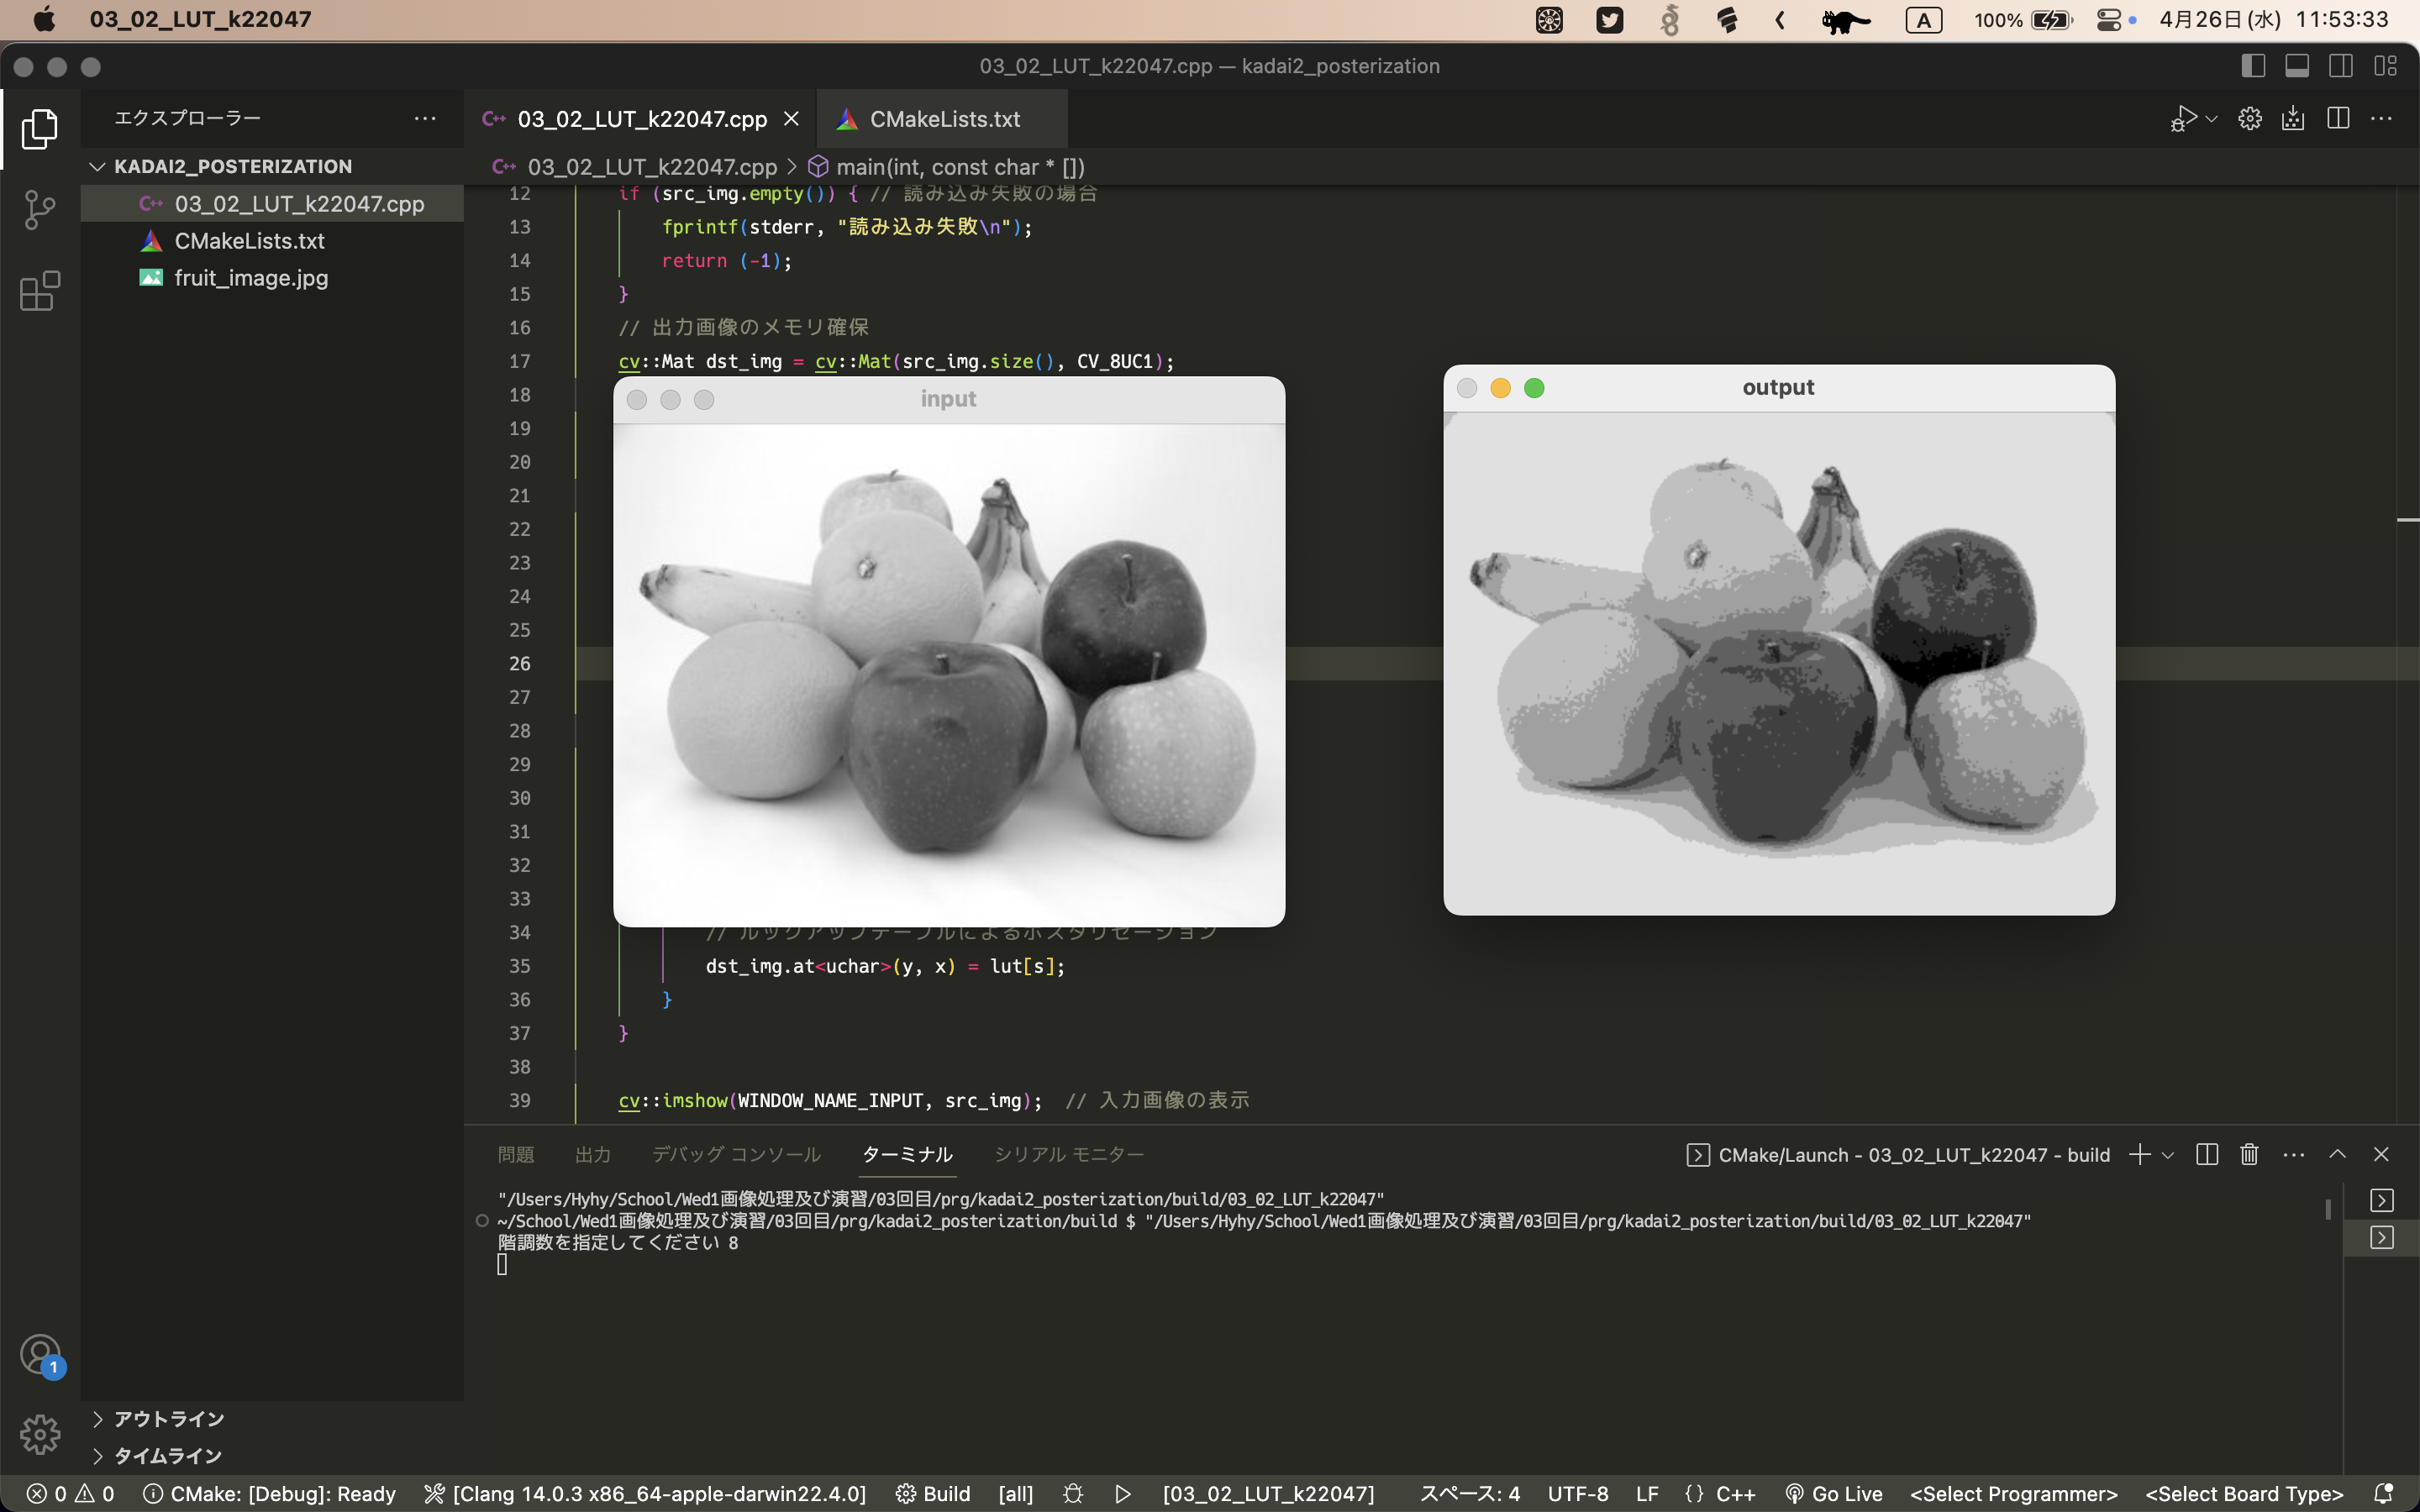 03_02_LUT_k22047
A
100%
4月26日(水) 11:53:33
03_02_LUT_k22047.cpp — kadai2_posterization
エクスプローラー
KADAI2_POSTERIZATION
03_02_LUT_k22047.cpp
CMakeLists.txt
fruit_image.jpg
アウトライン
タイムライン
03_02_LUT_k22047.cpp
CMakeLists.txt
03_02_LUT_k22047.cpp > main(int, const char * [])
12 if (src_img.empty()) { // 読み込み失敗の場合
13 fprintf(stderr, "読み込み失敗\n");
14 return (-1);
15 }
16 // 出力画像のメモリ確保
17 cv::Mat dst_img = cv::Mat(src_img.size(), CV_8UC1);
18
19
20
21
22
23
24
25
26
27
28
29
30
31
32
33
34 // ルックアップテーブルによるポスタリゼーション
35 dst_img.at<uchar>(y, x) = lut[s];
36 }
37 }
38
39 cv::imshow(WINDOW_NAME_INPUT, src_img); // 入力画像の表示
input
output
問題 出力 デバッグ コンソール ターミナル シリアル モニター
CMake/Launch - 03_02_LUT_k22047 - build
"/Users/Hyhy/School/Wed1画像処理及び演習/03回目/prg/kadai2_posterization/build/03_02_LUT_k22047"
~/School/Wed1画像処理及び演習/03回目/prg/kadai2_posterization/build $ "/Users/Hyhy/School/Wed1画像処理及び演習/03回目/prg/kadai2_posterization/build/03_02_LUT_k22047"
階調数を指定してください 8
1
0 0 CMake: [Debug]: Ready [Clang 14.0.3 x86_64-apple-darwin22.4.0] Build [all] [03_02_LUT_k22047] スペース: 4 UTF-8 LF {} C++ Go Live <Select Programmer> <Select Board Type>